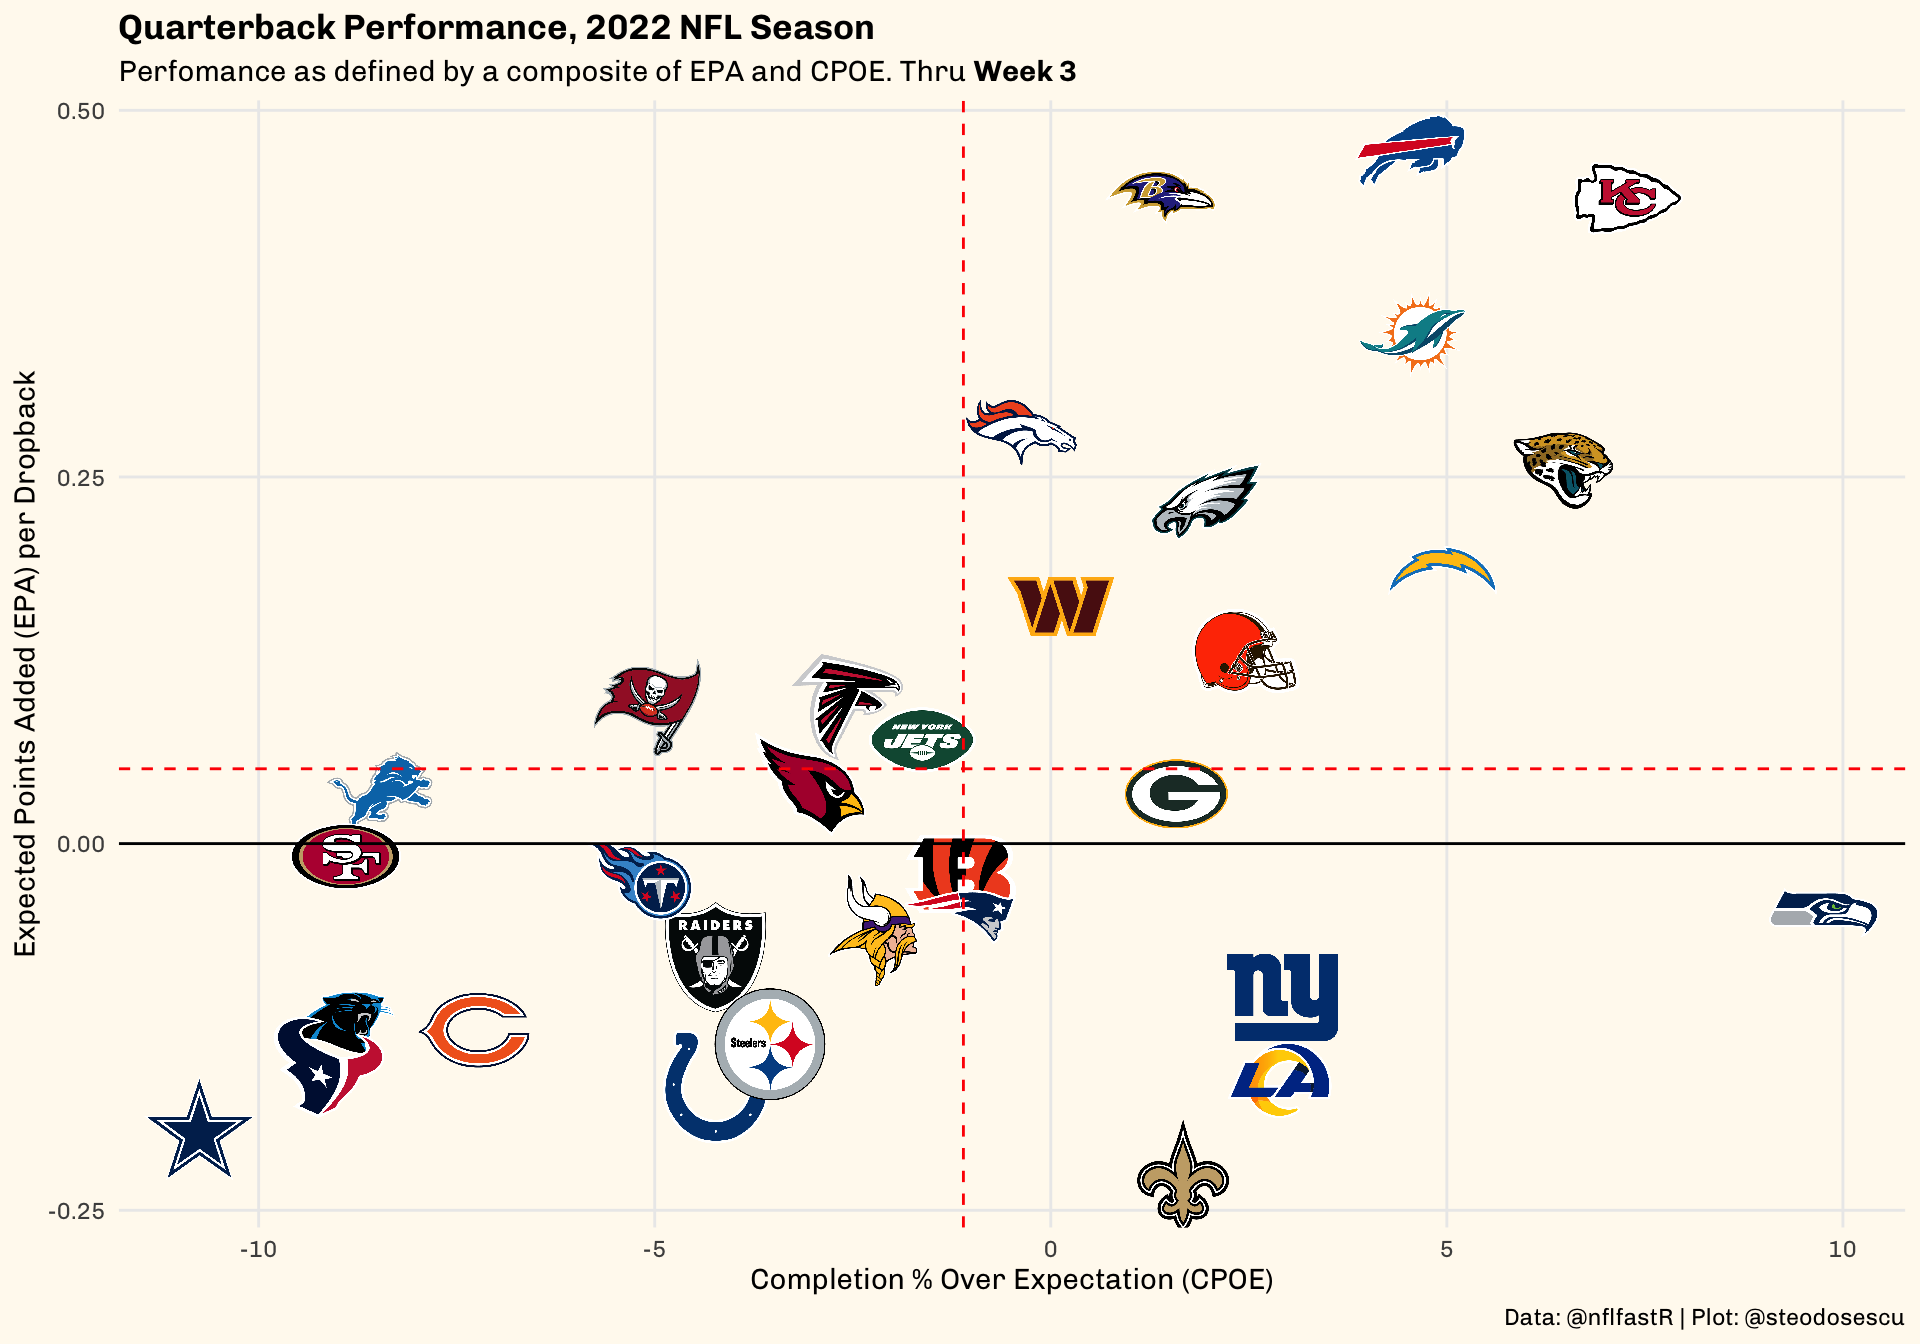 Quarterback Performance, 2022 NFL Season
Perfomance as defined by a composite of EPA and CPOE. Thru Week 3
Expected Points Added (EPA) per Dropback
0.50
0.25
0.00
-0.25
B
KC
W
NEW YORK
JETS
G
SF
B
T
RAIDERS
Steelers
C
ny
LA
-10
-5
0
5
10
Completion % Over Expectation (CPOE)
Data: @nflfastR | Plot: @steodosescu